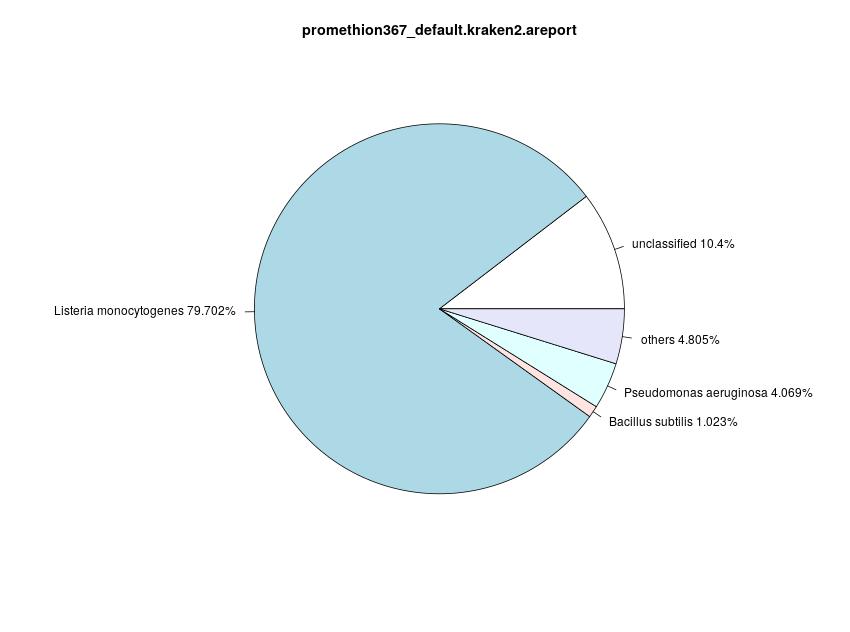 promethion367_default.kraken2.areport
unclassified 10.4%
Listeria monocytogenes 79.702%
others 4.805%
Pseudomonas aeruginosa 4.069%
Bacillus subtilis 1.023%